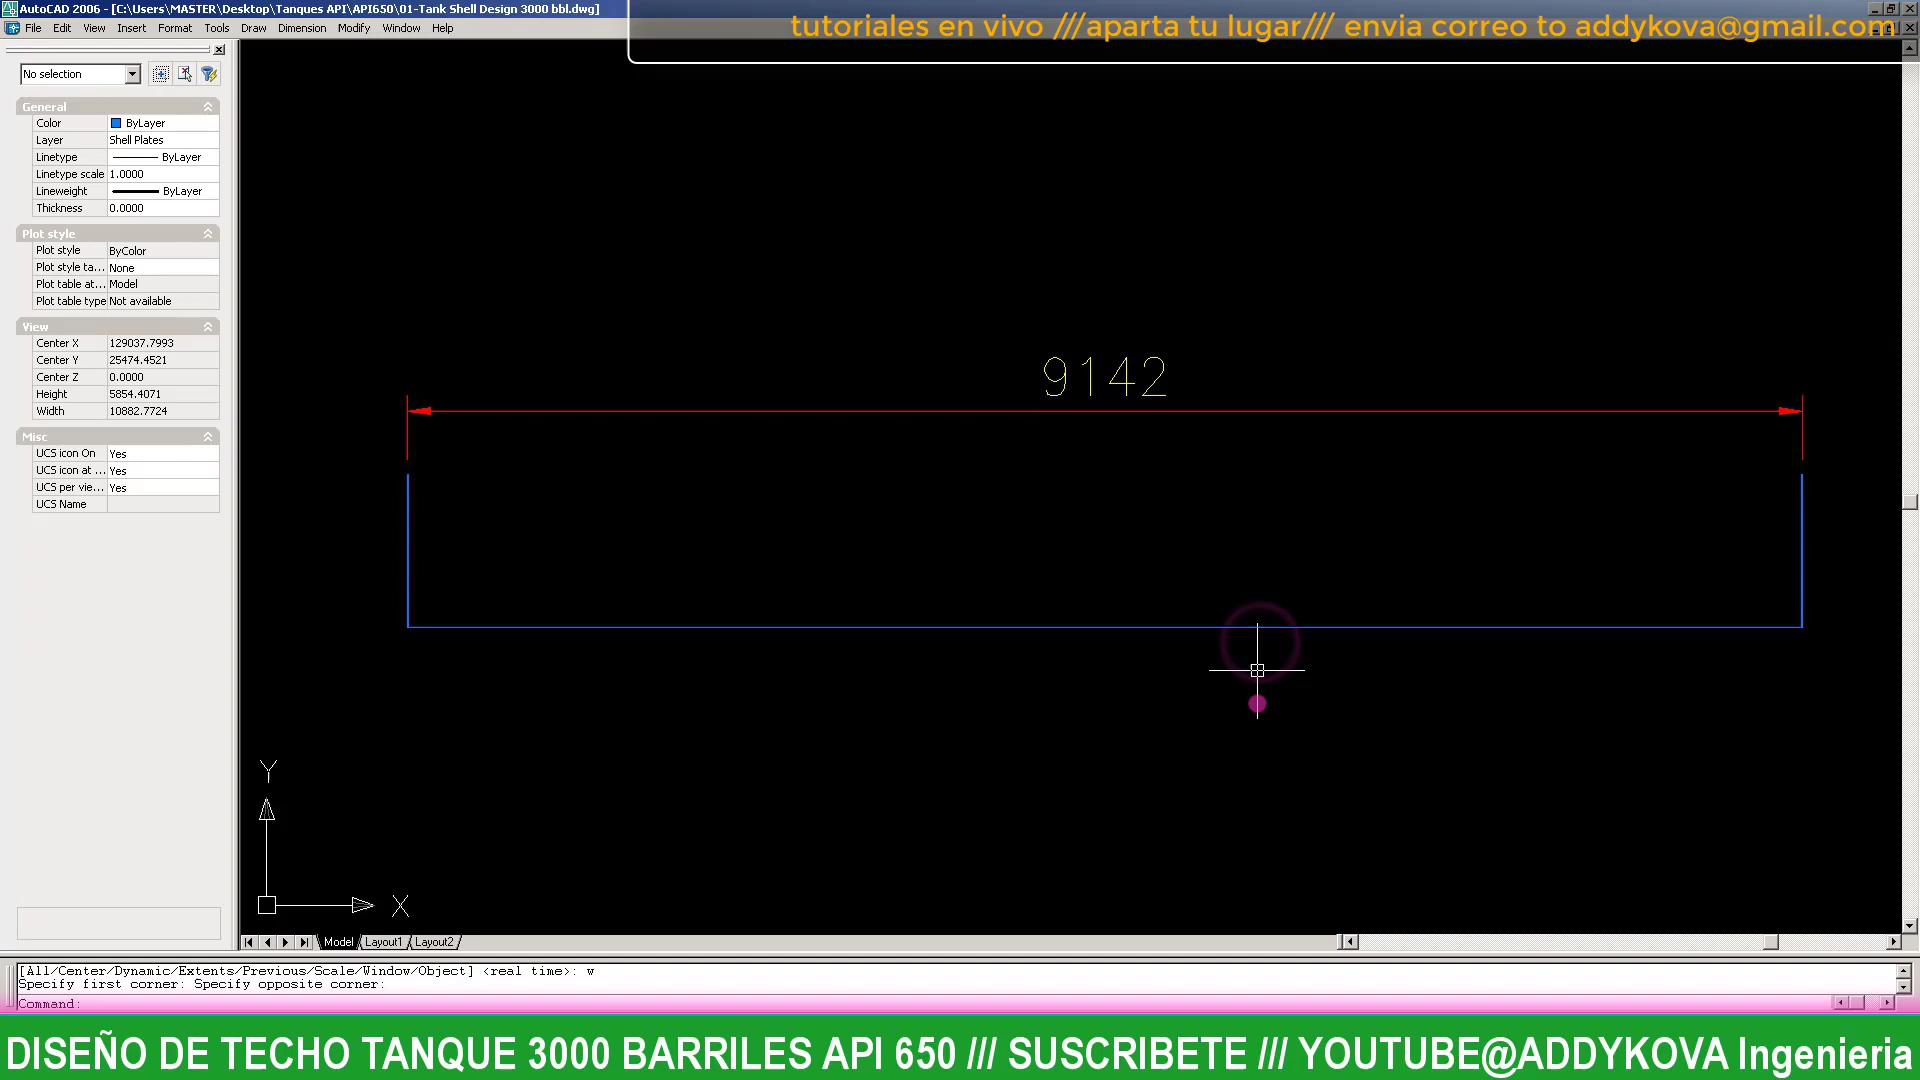 AutoCAD 2006 - [C:\Users\MASTER\Desktop\Tanques API\API650\01-Tank Shell Design 3000 bbl.dwg]
tutoriales en vivo ///aparta tu lugar/// envia correo to addykova@gmail.com
File Edit View Insert Format Tools Draw Dimension Modify Window Help
No selection
General
Color ByLayer
Layer Shell Plates
Linetype ByLayer
Linetype scale 1.0000
Lineweight ByLayer
Thickness 0.0000
Plot style
Plot style ByColor
Plot style ta... None
Plot table at... Model
Plot table type Not available
View
Center X 129037.7993
Center Y 25474.4521
Center Z 0.0000
Height 5854.4071
Width 10882.7724
Misc
UCS icon On Yes
UCS icon at ... Yes
UCS per vie... Yes
UCS Name
9142
Y
X
Model Layout1 Layout2
[All/Center/Dynamic/Extents/Previous/Scale/Window/Object] <real time>: w
Specify first corner: Specify opposite corner:
Command:
DISEÑO DE TECHO TANQUE 3000 BARRILES API 650 /// SUSCRIBETE /// YOUTUBE@ADDYKOVA Ingenieria